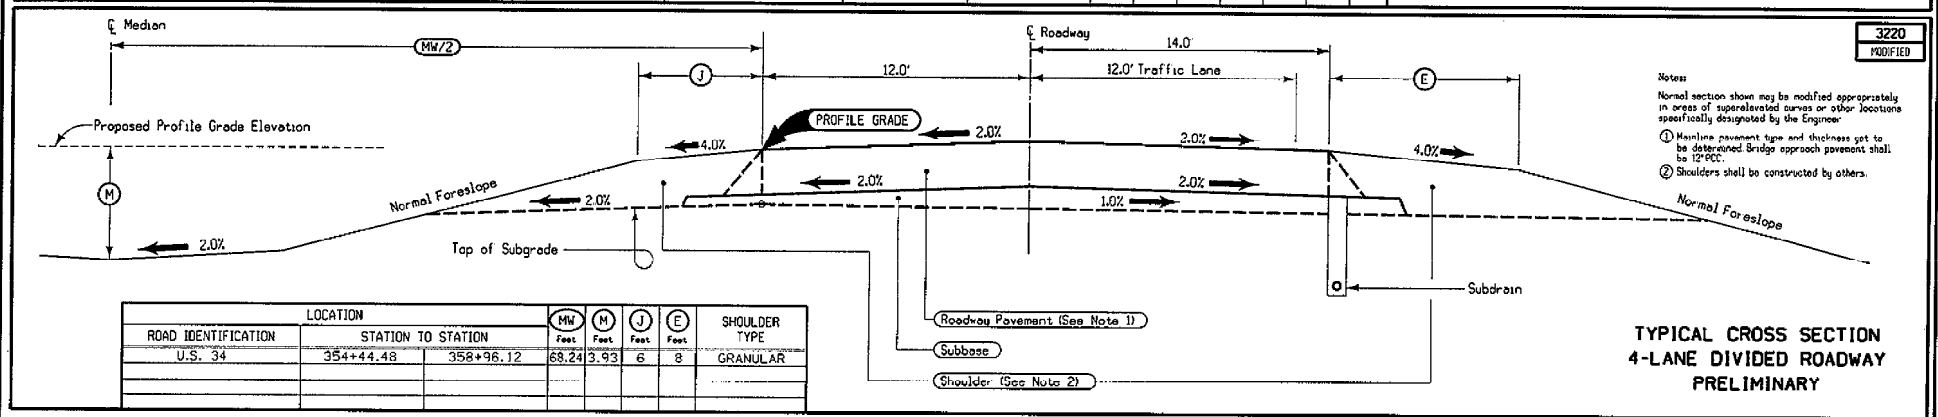 ℄ Median
℄ Roadway
3220
MODIFIED
MW/2
14.0'
J
12.0'
12.0' Traffic Lane
E
Notes:
Normal section shown may be modified appropriately
in areas of superelevated curves or other locations
specifically designated by the Engineer
① Mainline pavement type and thickness yet to
be determined. Bridge approach pavement shall
be 12" PCC.
② Shoulders shall be constructed by others.
Proposed Profile Grade Elevation
PROFILE GRADE
4.0%
2.0%
2.0%
4.0%
M
Normal Foreslope
2.0%
2.0%
2.0%
1.0%
Normal Foreslope
2.0%
Top of Subgrade
Subdrain
Roadway Pavement (See Note 1)
Subbase
Shoulder (See Note 2)
LOCATION
ROAD IDENTIFICATION
STATION TO STATION
MW Feet
M Feet
J Feet
E Feet
SHOULDER
TYPE
U.S. 34 354+44.48 358+96.12 68.24 3.93 6 8 GRANULAR
TYPICAL CROSS SECTION
4-LANE DIVIDED ROADWAY
PRELIMINARY